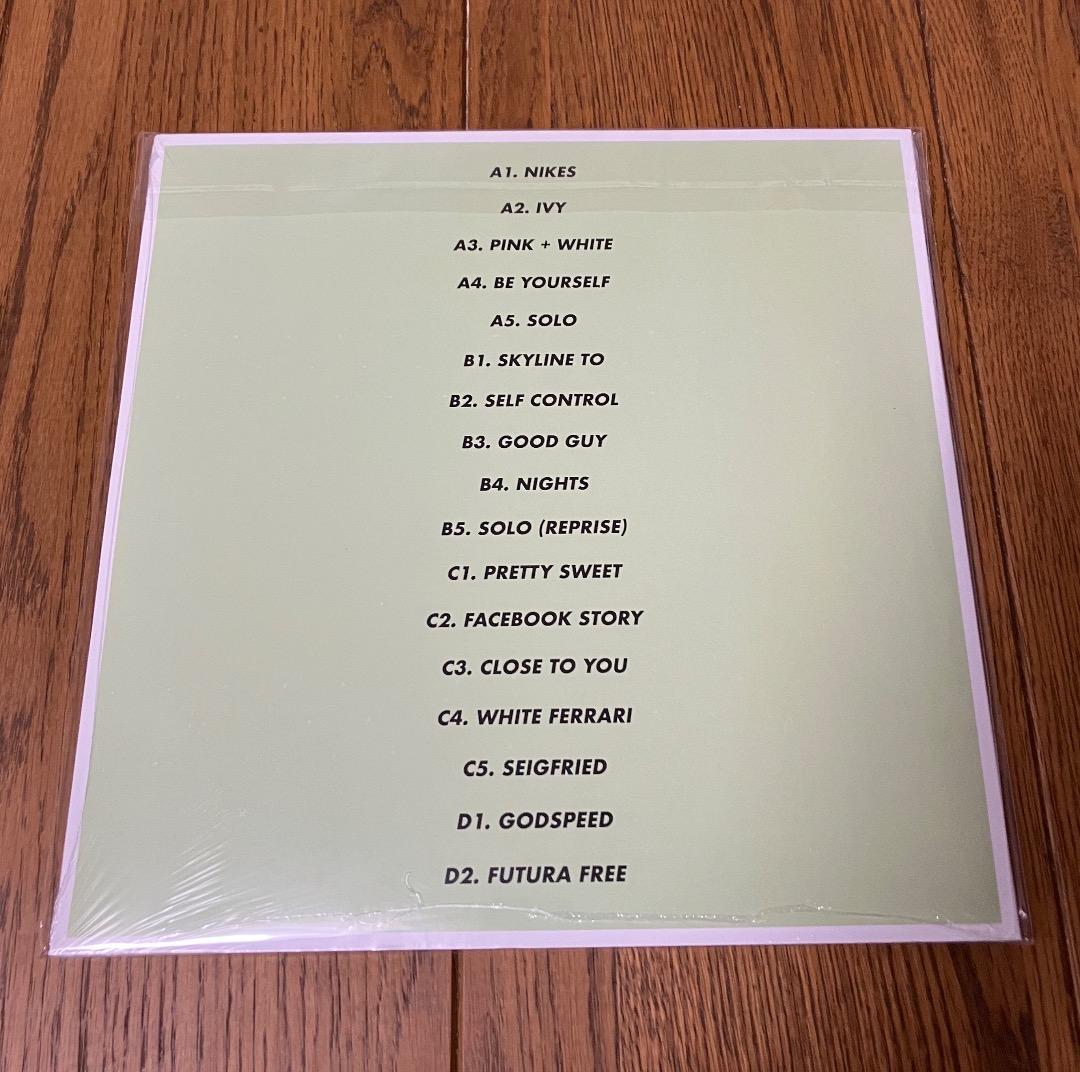 A1. NIKES
A2. IVY
A3. PINK + WHITE
A4. BE YOURSELF
A5. SOLO
B1. SKYLINE TO
B2. SELF CONTROL
B3. GOOD GUY
B4. NIGHTS
B5. SOLO (REPRISE)
C1. PRETTY SWEET
C2. FACEBOOK STORY
C3. CLOSE TO YOU
C4. WHITE FERRARI
C5. SEIGFRIED
D1. GODSPEED
D2. FUTURA FREE